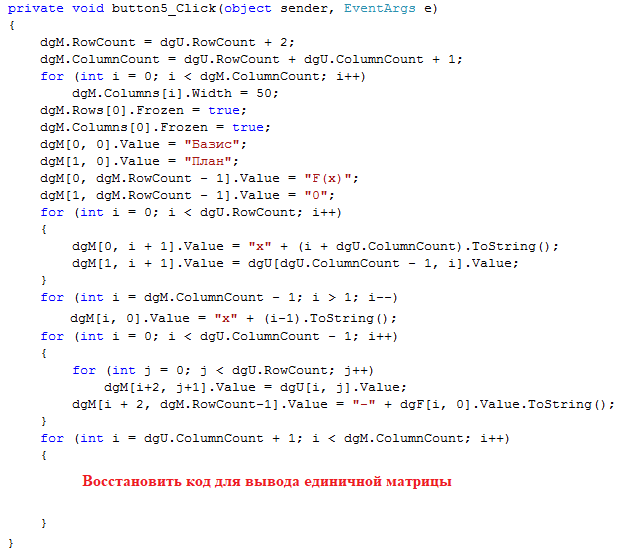 private void button5_Click(object sender, EventArgs e)
{
    dgM.RowCount = dgU.RowCount + 2;
    dgM.ColumnCount = dgU.RowCount + dgU.ColumnCount + 1;
    for (int i = 0; i < dgM.ColumnCount; i++)
        dgM.Columns[i].Width = 50;
    dgM.Rows[0].Frozen = true;
    dgM.Columns[0].Frozen = true;
    dgM[0, 0].Value = "Базис";
    dgM[1, 0].Value = "План";
    dgM[0, dgM.RowCount - 1].Value = "F(x)";
    dgM[1, dgM.RowCount - 1].Value = "0";
    for (int i = 0; i < dgU.RowCount; i++)
    {
        dgM[0, i + 1].Value = "x" + (i + dgU.ColumnCount).ToString();
        dgM[1, i + 1].Value = dgU[dgU.ColumnCount - 1, i].Value;
    }
    for (int i = dgM.ColumnCount - 1; i > 1; i--)
        dgM[i, 0].Value = "x" + (i-1).ToString();
    for (int i = 0; i < dgU.ColumnCount - 1; i++)
    {
        for (int j = 0; j < dgU.RowCount; j++)
            dgM[i+2, j+1].Value = dgU[i, j].Value;
        dgM[i + 2, dgM.RowCount-1].Value = "-" + dgF[i, 0].Value.ToString();
    }
    for (int i = dgU.ColumnCount + 1; i < dgM.ColumnCount; i++)
    {
        Восстановить код для вывода единичной матрицы
    }
}